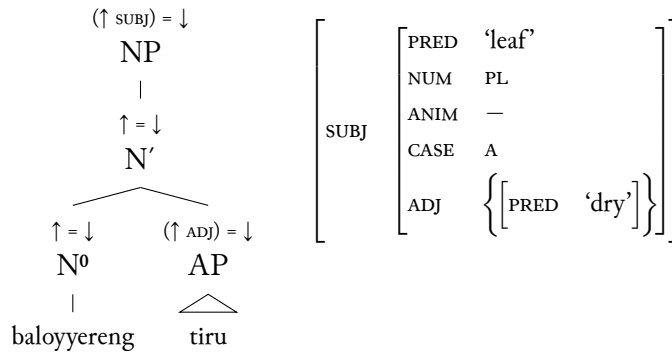 (↑ SUBJ) = ↓
NP
↑ = ↓
N′
↑ = ↓ (↑ ADJ) = ↓
N⁰ AP
baloyyereng tiru
SUBJ
PRED ‘leaf’
NUM PL
ANIM –
CASE A
ADJ {[PRED ‘dry’]}